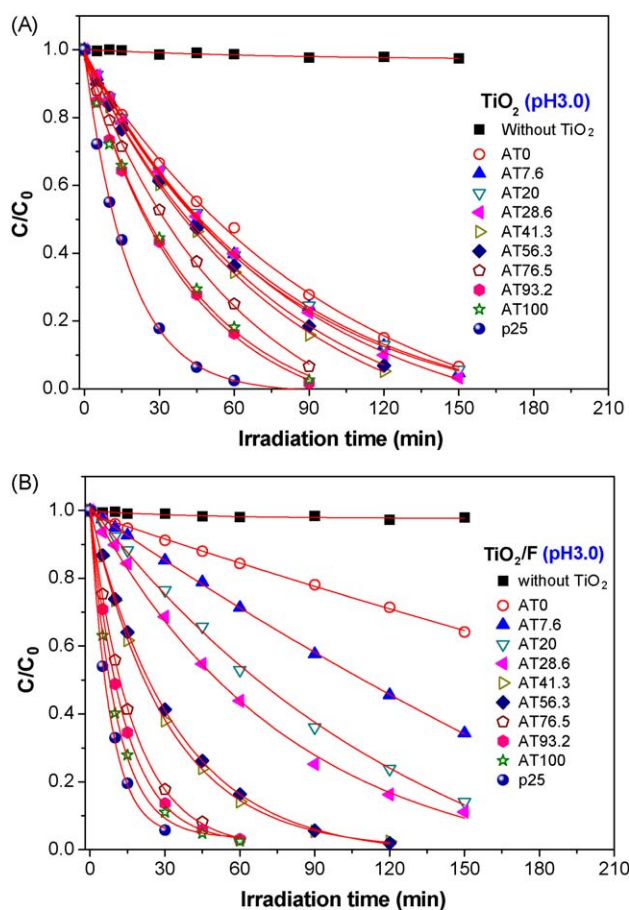 (A)
1.0
0.8
0.6
0.4
0.2
0.0
C/C₀
TiO₂ (pH3.0)
Without TiO₂
AT0
AT7.6
AT20
AT28.6
AT41.3
AT56.3
AT76.5
AT93.2
AT100
p25
0 30 60 90 120 150 180 210
Irradiation time (min)
(B)
1.0
0.8
0.6
0.4
0.2
0.0
C/C₀
TiO₂/F (pH3.0)
without TiO₂
AT0
AT7.6
AT20
AT28.6
AT41.3
AT56.3
AT76.5
AT93.2
AT100
p25
0 30 60 90 120 150 180 210
Irradiation time (min)